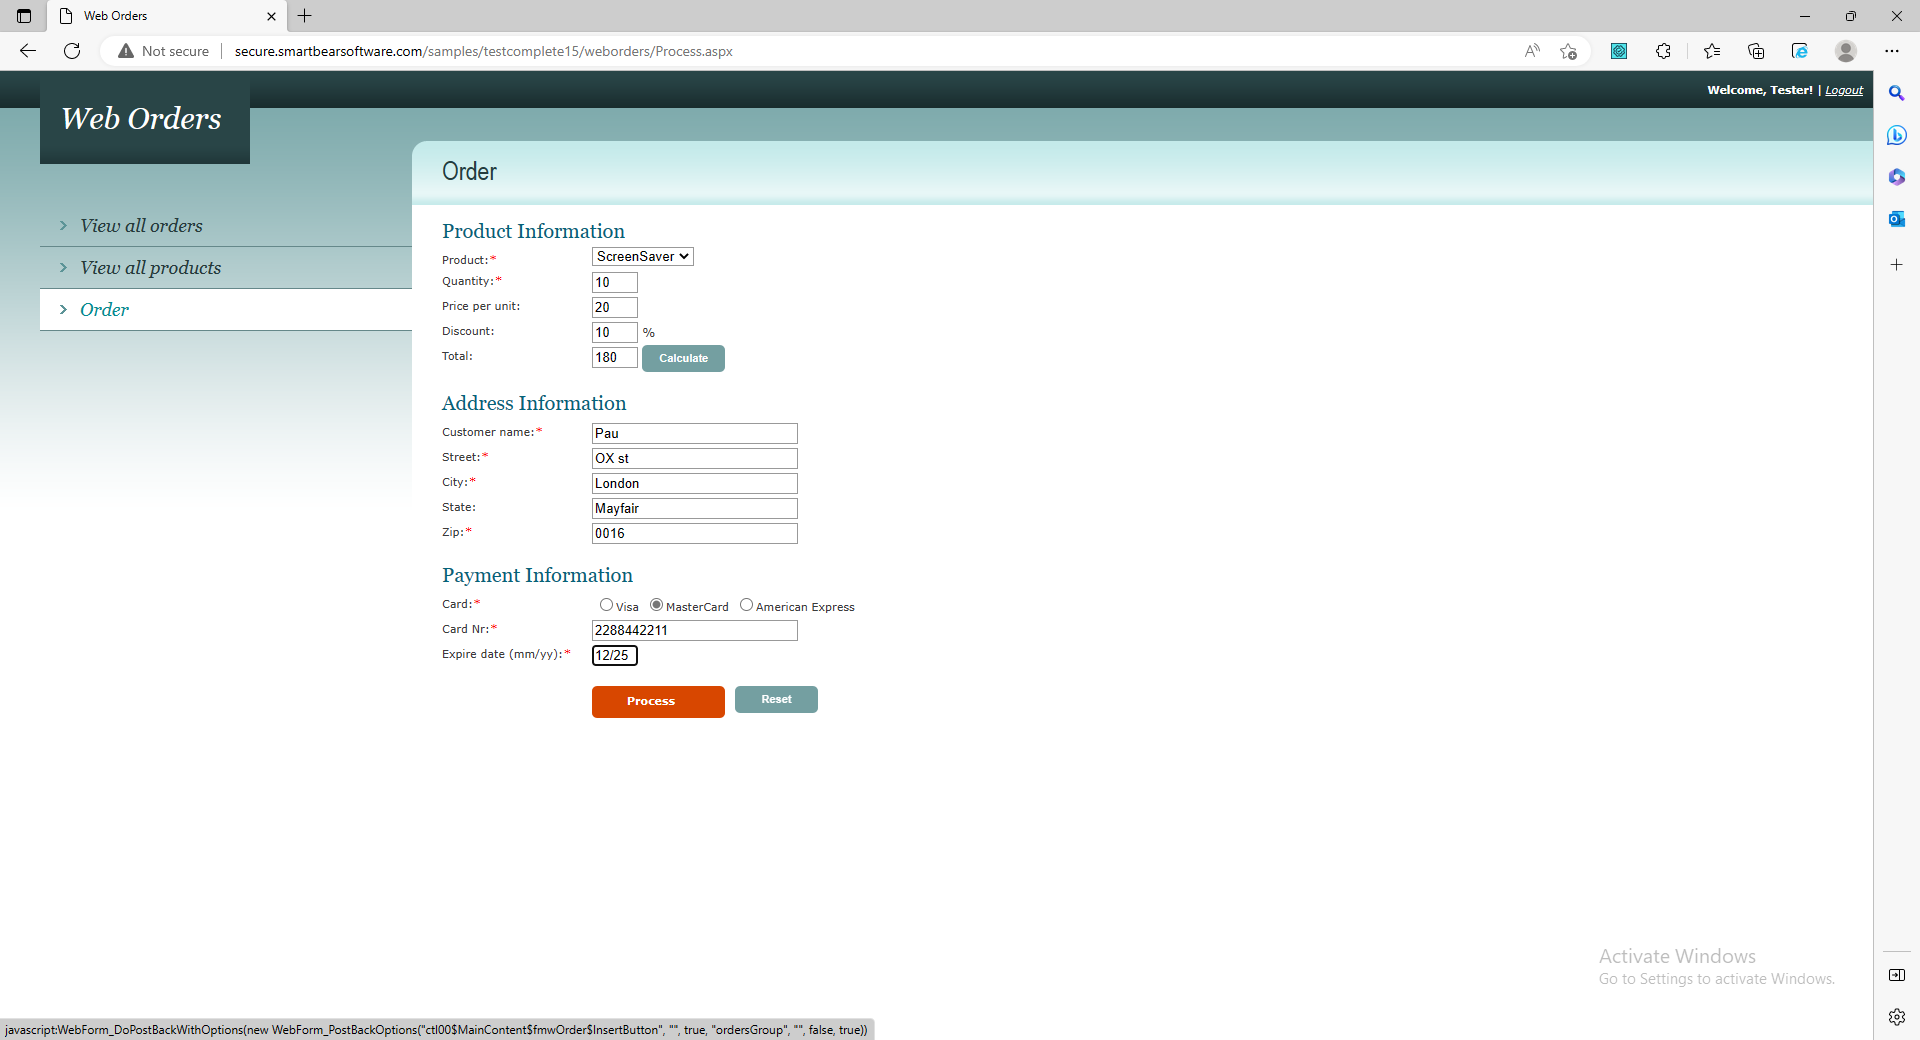 Web Orders
Not secure
secure.smartbearsoftware.com/samples/testcomplete15/weborders/Process.aspx
Welcome, Tester! | Logout
Web Orders
Order
View all orders
View all products
Order
Product Information
Product:* ScreenSaver
Quantity:* 10
Price per unit: 20
Discount: 10 %
Total: 180 Calculate
Address Information
Customer name:* Pau
Street:* OX st
City:* London
State: Mayfair
Zip:* 0016
Payment Information
Card:* Visa MasterCard American Express
Card Nr:* 2288442211
Expire date (mm/yy):* 12/25
Process Reset
Activate Windows
Go to Settings to activate Windows.
javascript:WebForm_DoPostBackWithOptions(new WebForm_PostBackOptions("ctl00$MainContent$fmwOrder$InsertButton", "", true, "ordersGroup", "", false, true))